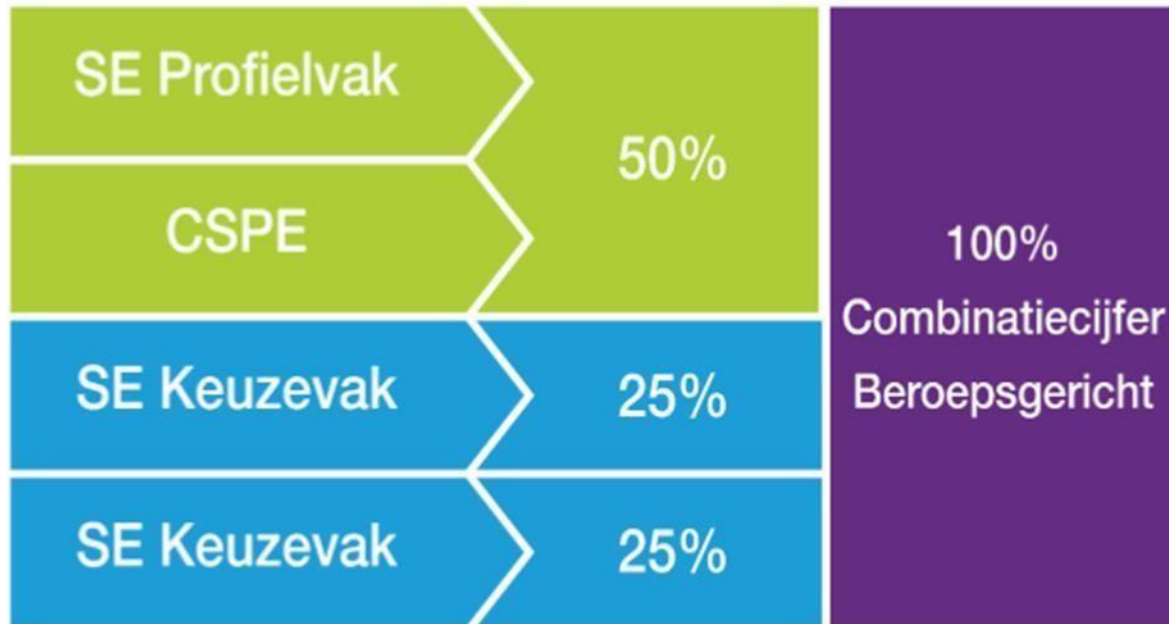 SE Profielvak
CSPE
50%
SE Keuzevak
25%
SE Keuzevak
25%
100%
Combinatiecijfer
Beroepsgericht